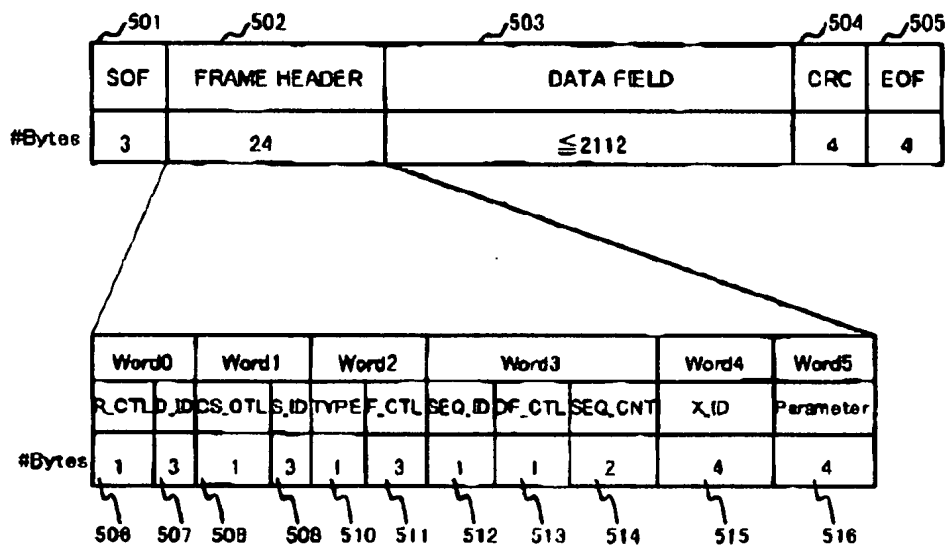 501 502 503 504 505
SOF FRAME HEADER DATA FIELD CRC EOF
#Bytes 3 24 ≦2112 4 4
Word0 Word1 Word2 Word3 Word4 Word5
R_CTL D_ID CS_CTL S_ID TYPE F_CTL SEQ_ID DF_CTL SEQ_CNT X_ID Parameter
#Bytes 1 3 1 3 1 3 1 1 2 4 4
506 507 508 509 510 511 512 513 514 515 516